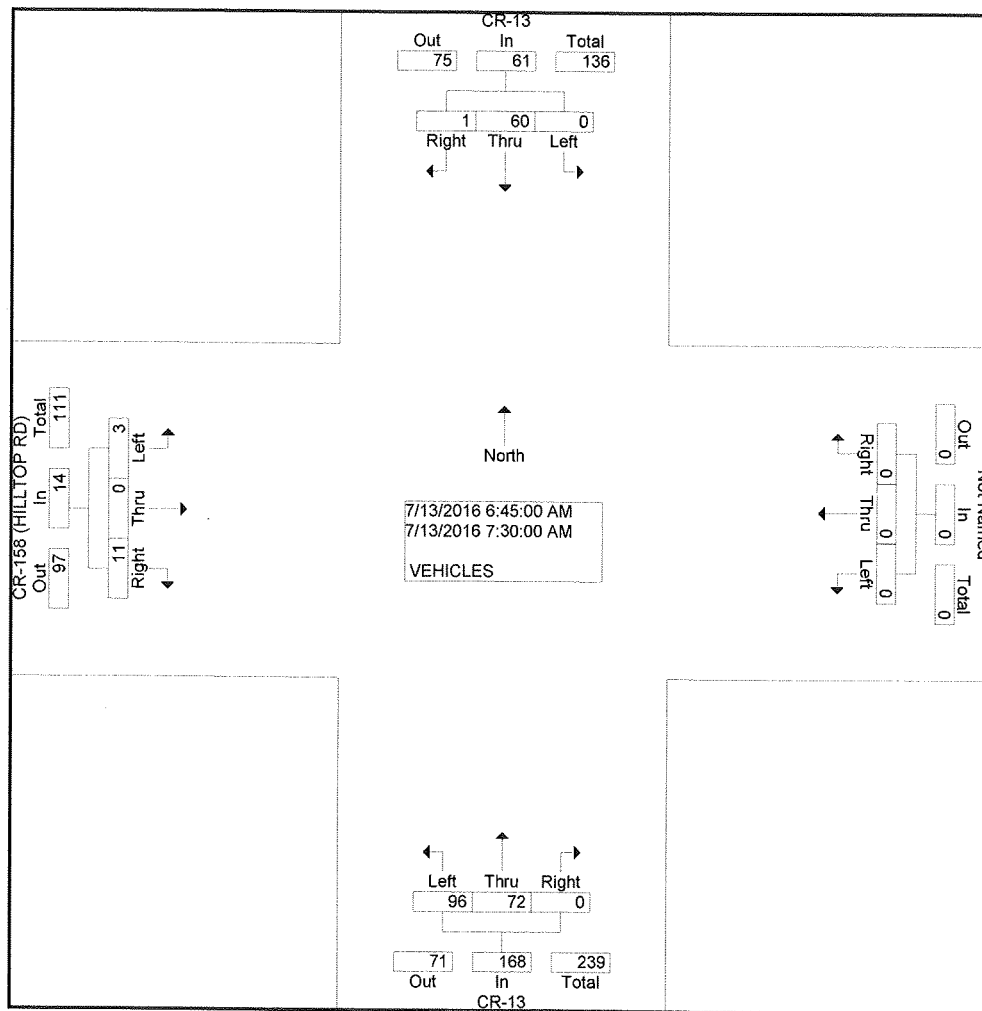 CR-13
Out In Total
75 61 136
1 60 0
Right Thru Left
CR-158 (HILLTOP RD)
Total In Out
111 14 97
3 0 11
Left Thru Right
North
7/13/2016 6:45:00 AM
7/13/2016 7:30:00 AM
VEHICLES
Right Thru Left
0 0 0
Out In Total
0 0 0
Not Named
Left Thru Right
96 72 0
71 168 239
Out In Total
CR-13